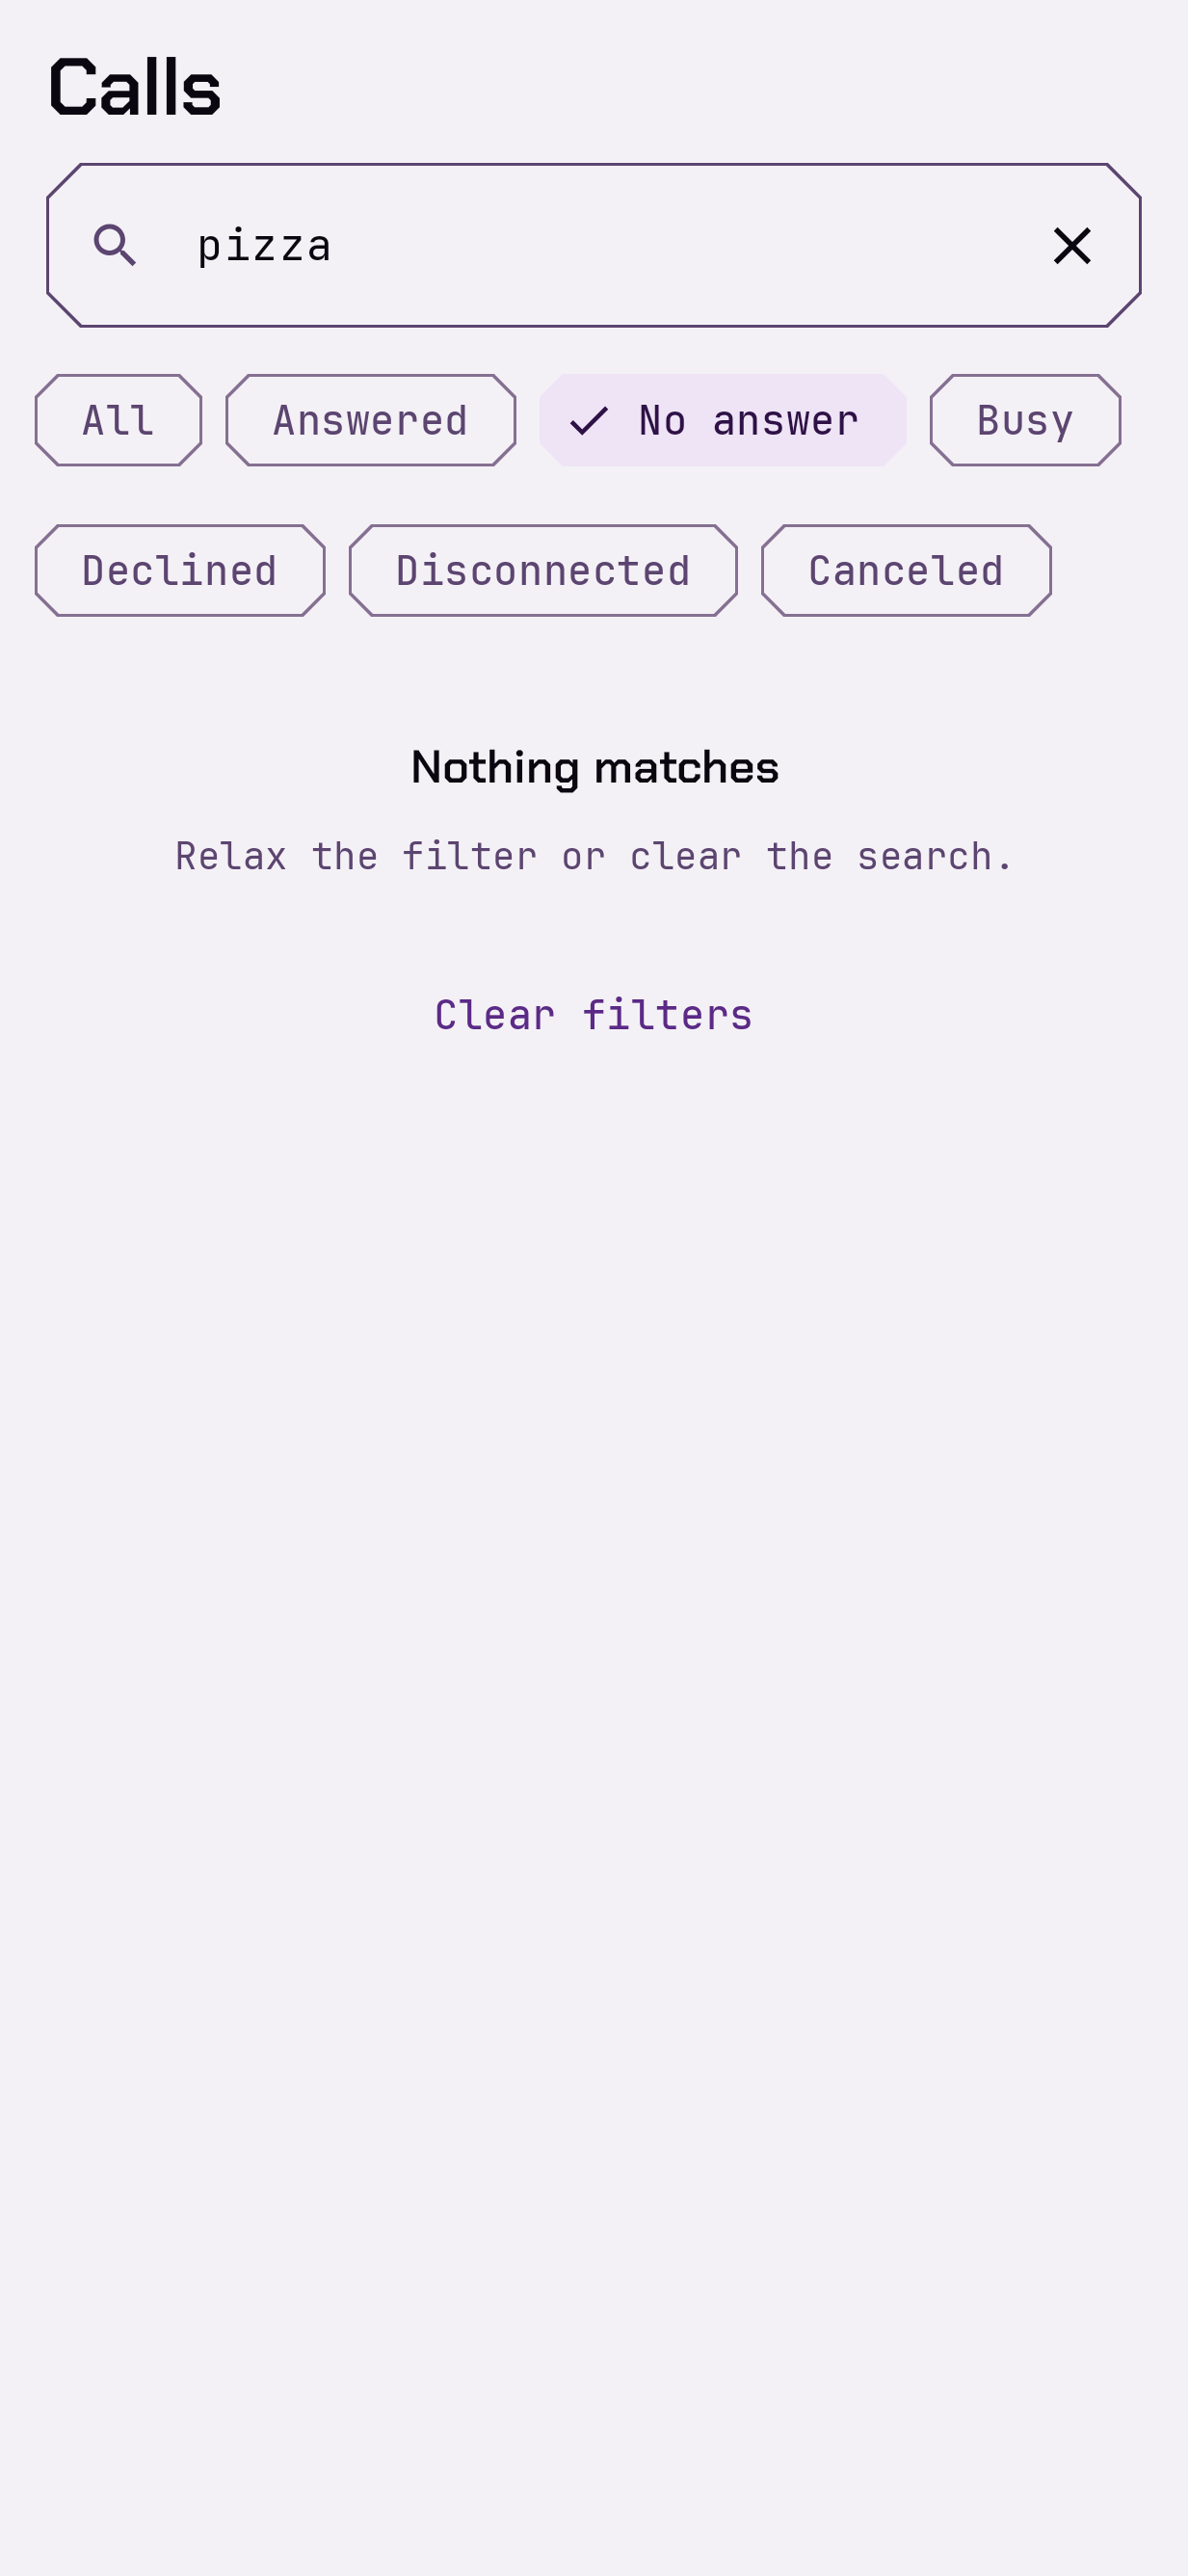 Calls
pizza
All Answered No answer Busy
Declined Disconnected Canceled
Nothing matches
Relax the filter or clear the search.
Clear filters